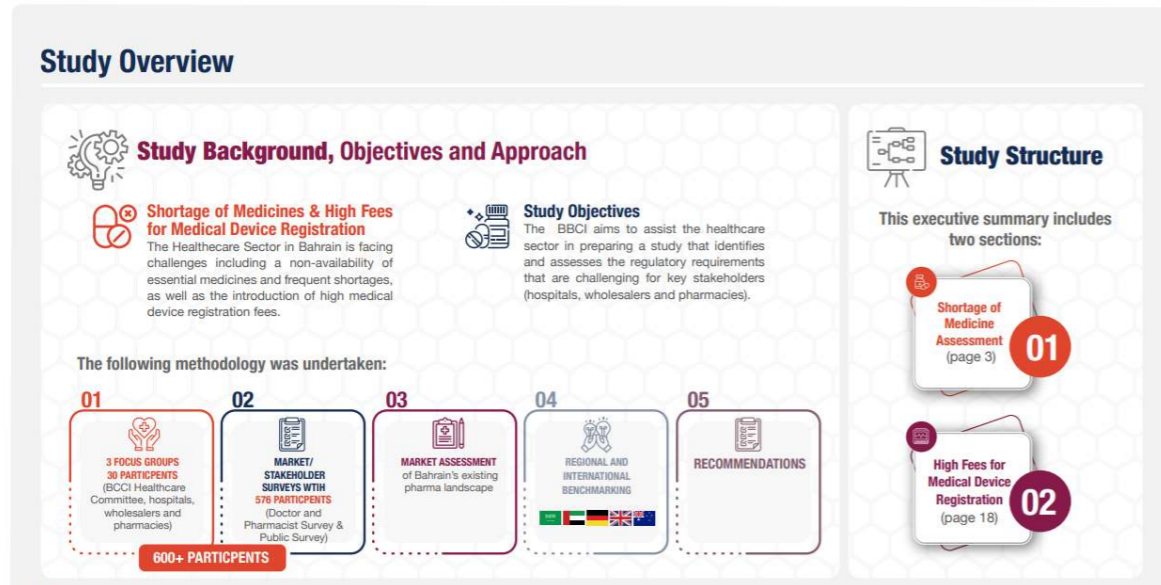 Study Overview
Study Background, Objectives and Approach
Shortage of Medicines & High Fees
for Medical Device Registration
The Healthecare Sector in Bahrain is facing
challenges including a non-availability of
essential medicines and frequent shortages,
as well as the introduction of high medical
device registration fees.
Study Objectives
The BBCI aims to assist the healthcare
sector in preparing a study that identifies
and assesses the regulatory requirements
that are challenging for key stakeholders
(hospitals, wholesalers and pharmacies).
The following methodology was undertaken:
01
3 FOCUS GROUPS
30 PARTICPENTS
(BCCI Healthcare
Committee, hospitals,
wholesalers and
pharmacies)
02
MARKET/
STAKEHOLDER
SURVEYS WTIH
576 PARTICPENTS
(Doctor and
Pharmacist Survey &
Public Survey)
600+ PARTICPENTS
03
MARKET ASSESSMENT
of Bahrain's existing
pharma landscape
04
REGIONAL AND
INTERNATIONAL
BENCHMARKING
05
RECOMMENDATIONS
Study Structure
This executive summary includes
two sections:
Shortage of
Medicine
Assessment
(page 3)
01
High Fees for
Medical Device
Registration
(page 18)
02